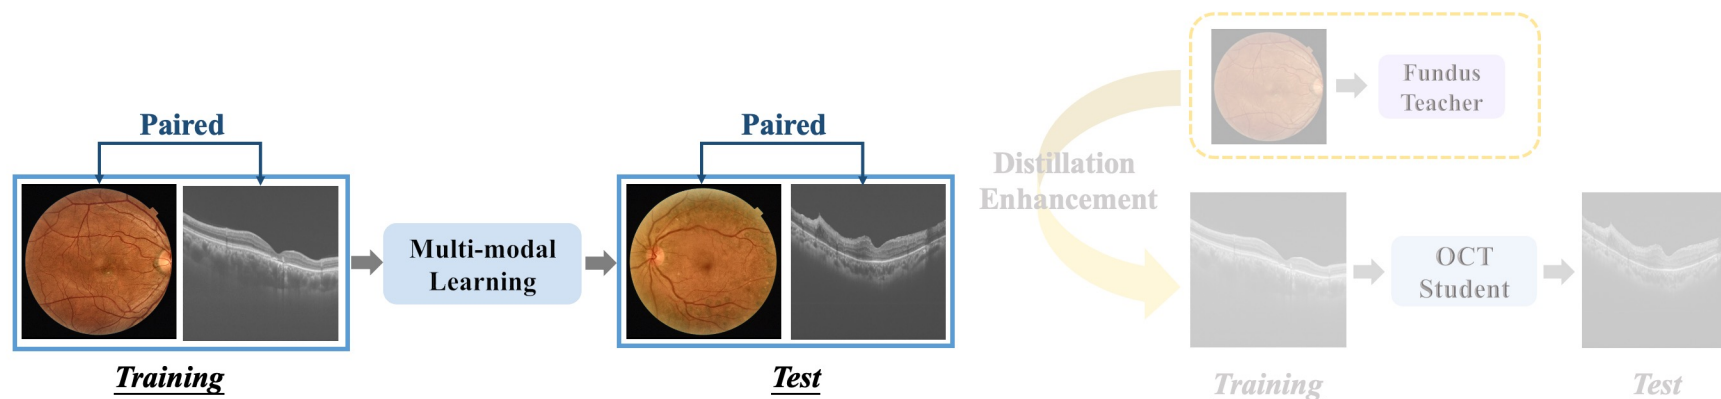 Paired
Multi-modal
Learning
Paired
Training
Test
Distillation
Enhancement
Fundus
Teacher
OCT
Student
Training
Test